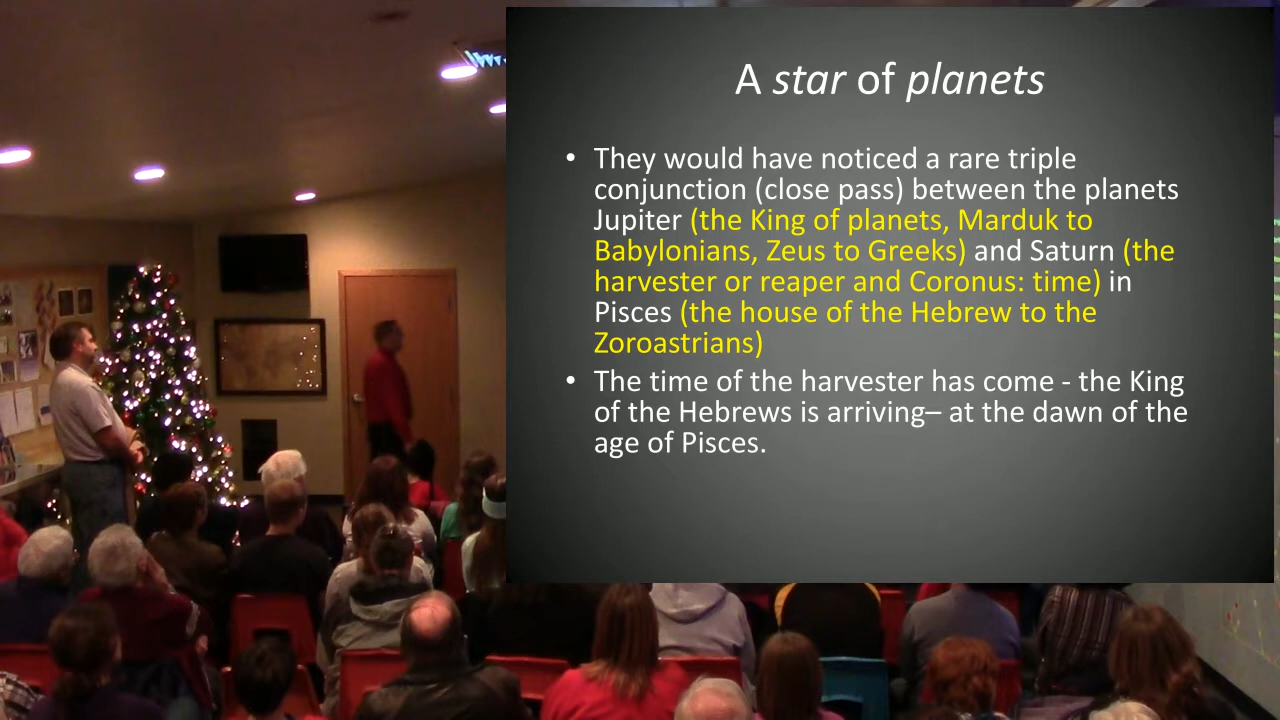 A star of planets
• They would have noticed a rare triple
conjunction (close pass) between the planets
Jupiter (the King of planets, Marduk to
Babylonians, Zeus to Greeks) and Saturn (the
harvester or reaper and Coronus: time) in
Pisces (the house of the Hebrew to the
Zoroastrians)
• The time of the harvester has come - the King
of the Hebrews is arriving– at the dawn of the
age of Pisces.